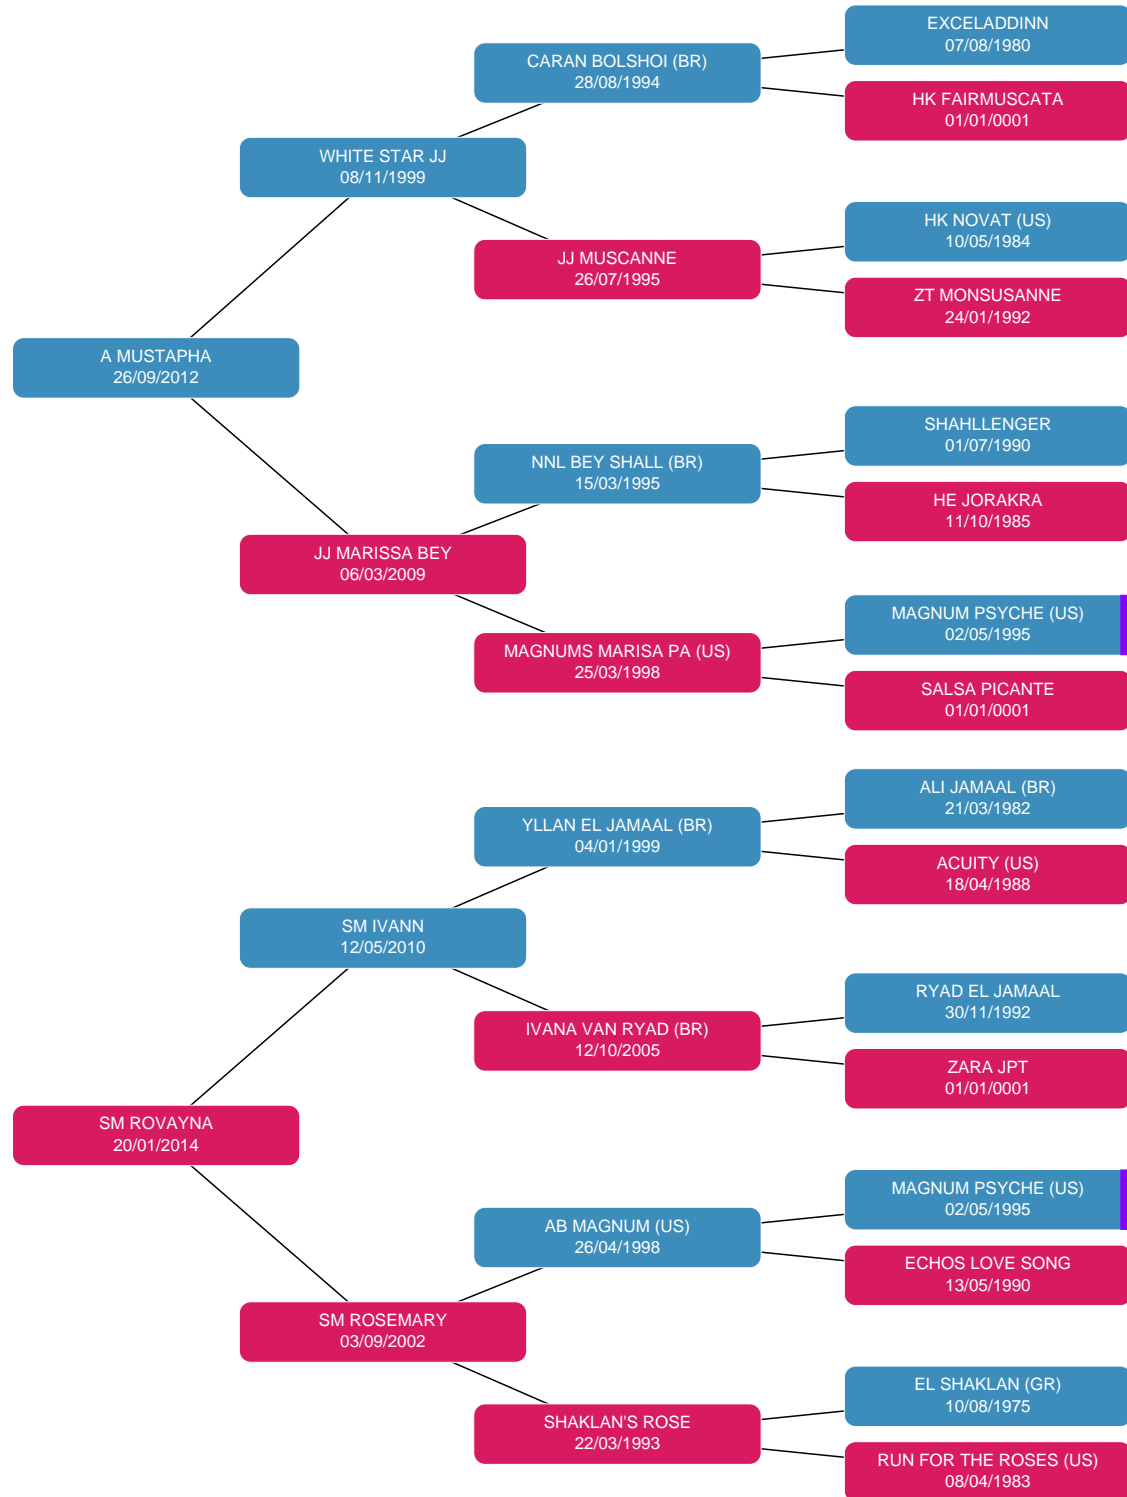 EXCELADDINN
07/08/1980
CARAN BOLSHOI (BR)
28/08/1994
HK FAIRMUSCATA
01/01/0001
WHITE STAR JJ
08/11/1999
HK NOVAT (US)
10/05/1984
JJ MUSCANNE
26/07/1995
ZT MONSUSANNE
24/01/1992
A MUSTAPHA
26/09/2012
SHAHLLENGER
01/07/1990
NNL BEY SHALL (BR)
15/03/1995
HE JORAKRA
11/10/1985
JJ MARISSA BEY
06/03/2009
MAGNUM PSYCHE (US)
02/05/1995
MAGNUMS MARISA PA (US)
25/03/1998
SALSA PICANTE
01/01/0001
ALI JAMAAL (BR)
21/03/1982
YLLAN EL JAMAAL (BR)
04/01/1999
ACUITY (US)
18/04/1988
SM IVANN
12/05/2010
RYAD EL JAMAAL
30/11/1992
IVANA VAN RYAD (BR)
12/10/2005
ZARA JPT
01/01/0001
SM ROVAYNA
20/01/2014
MAGNUM PSYCHE (US)
02/05/1995
AB MAGNUM (US)
26/04/1998
ECHOS LOVE SONG
13/05/1990
SM ROSEMARY
03/09/2002
EL SHAKLAN (GR)
10/08/1975
SHAKLAN'S ROSE
22/03/1993
RUN FOR THE ROSES (US)
08/04/1983